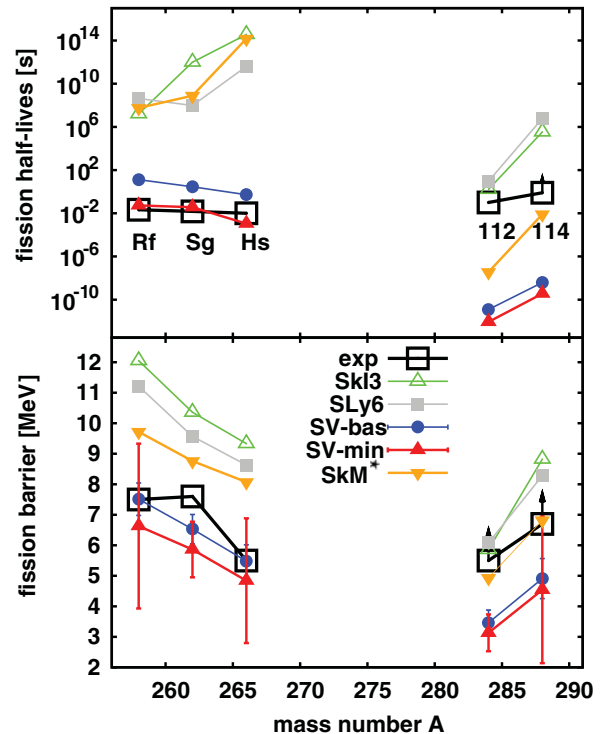 fission half-lives [s]
10^14
10^10
10^6
10^2
10^-2
10^-6
10^-10
Rf Sg Hs
112 114
fission barrier [MeV]
12
11
10
9
8
7
6
5
4
3
2
exp
SkI3
SLy6
SV-bas
SV-min
SkM*
260 265 270 275 280 285 290
mass number A